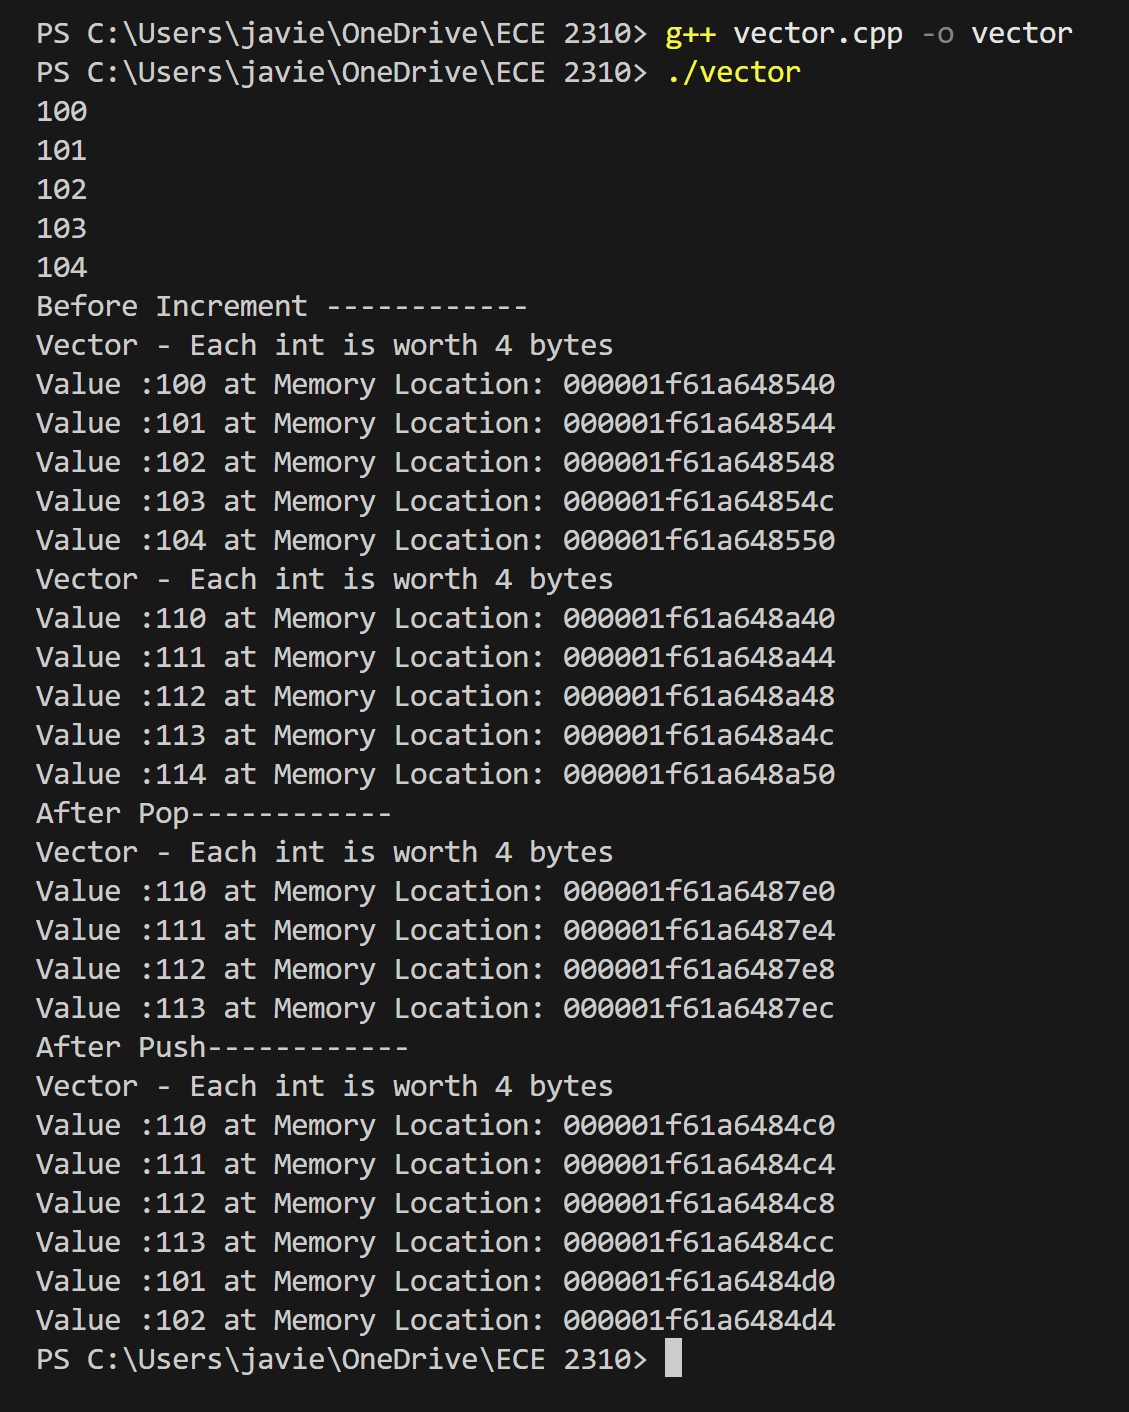 PS C:\Users\javie\OneDrive\ECE 2310> g++ vector.cpp -o vector
PS C:\Users\javie\OneDrive\ECE 2310> ./vector
100
101
102
103
104
Before Increment ------------
Vector - Each int is worth 4 bytes
Value :100 at Memory Location: 000001f61a648540
Value :101 at Memory Location: 000001f61a648544
Value :102 at Memory Location: 000001f61a648548
Value :103 at Memory Location: 000001f61a64854c
Value :104 at Memory Location: 000001f61a648550
Vector - Each int is worth 4 bytes
Value :110 at Memory Location: 000001f61a648a40
Value :111 at Memory Location: 000001f61a648a44
Value :112 at Memory Location: 000001f61a648a48
Value :113 at Memory Location: 000001f61a648a4c
Value :114 at Memory Location: 000001f61a648a50
After Pop------------
Vector - Each int is worth 4 bytes
Value :110 at Memory Location: 000001f61a6487e0
Value :111 at Memory Location: 000001f61a6487e4
Value :112 at Memory Location: 000001f61a6487e8
Value :113 at Memory Location: 000001f61a6487ec
After Push------------
Vector - Each int is worth 4 bytes
Value :110 at Memory Location: 000001f61a6484c0
Value :111 at Memory Location: 000001f61a6484c4
Value :112 at Memory Location: 000001f61a6484c8
Value :113 at Memory Location: 000001f61a6484cc
Value :101 at Memory Location: 000001f61a6484d0
Value :102 at Memory Location: 000001f61a6484d4
PS C:\Users\javie\OneDrive\ECE 2310>